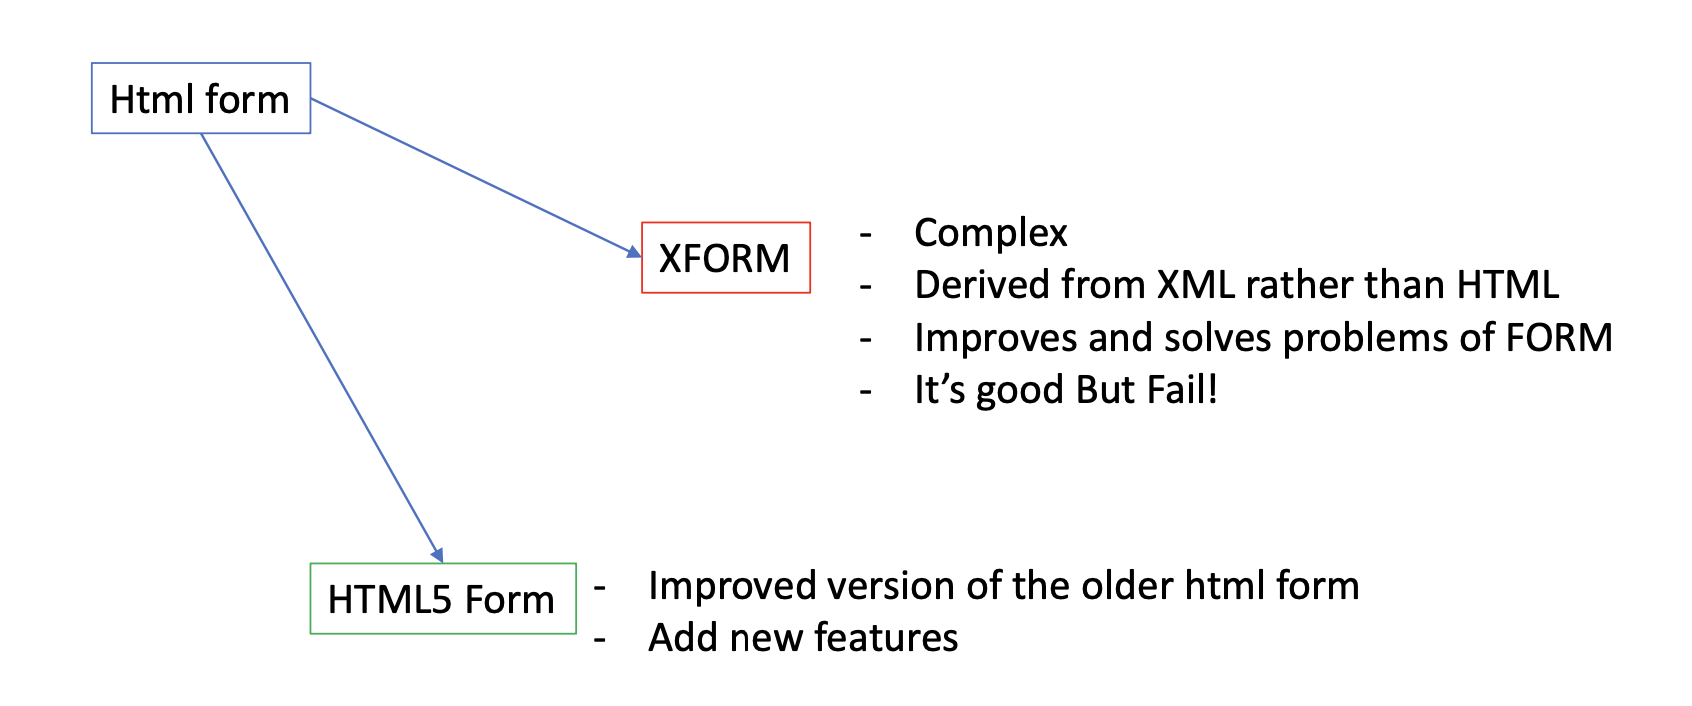 Html form
XFORM
- Complex
- Derived from XML rather than HTML
- Improves and solves problems of FORM
- It’s good But Fail!
HTML5 Form
- Improved version of the older html form
- Add new features